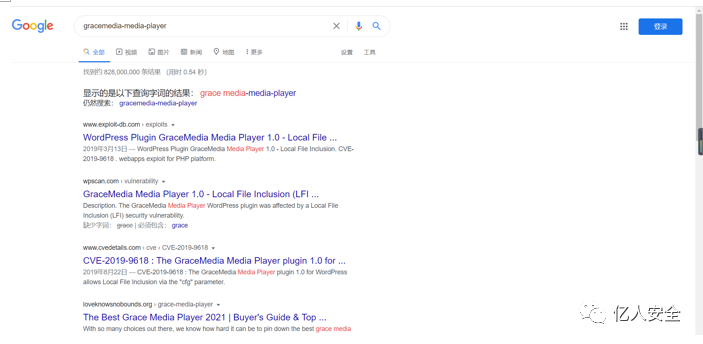 Google gracemedia-media-player 登录
全部 视频 图片 新闻 地图 更多 设置 工具
找到约 828,000,000 条结果 （用时 0.54 秒）
显示的是以下查询字词的结果： grace media-media-player
仍然搜索： gracemedia-media-player
www.exploit-db.com › exploits
WordPress Plugin GraceMedia Media Player 1.0 - Local File ...
2019年3月13日 — WordPress Plugin GraceMedia Media Player 1.0 - Local File Inclusion. CVE-
2019-9618 . webapps exploit for PHP platform.
wpscan.com › vulnerability
GraceMedia Media Player 1.0 - Local File Inclusion (LFI ...
Description. The GraceMedia Media Player WordPress plugin was affected by a Local File
Inclusion (LFI) security vulnerability.
缺少字词： grace | 必须包含： grace
www.cvedetails.com › cve › CVE-2019-9618
CVE-2019-9618 : The GraceMedia Media Player plugin 1.0 for ...
2019年8月22日 — CVE-2019-9618 : The GraceMedia Media Player plugin 1.0 for WordPress
allows Local File Inclusion via the "cfg" parameter.
loveknowsnobounds.org › grace-media-player
The Best Grace Media Player 2021 | Buyer's Guide & Top ...
With so many choices out there, we know how hard it can be to pin down the best grace media
亿人安全